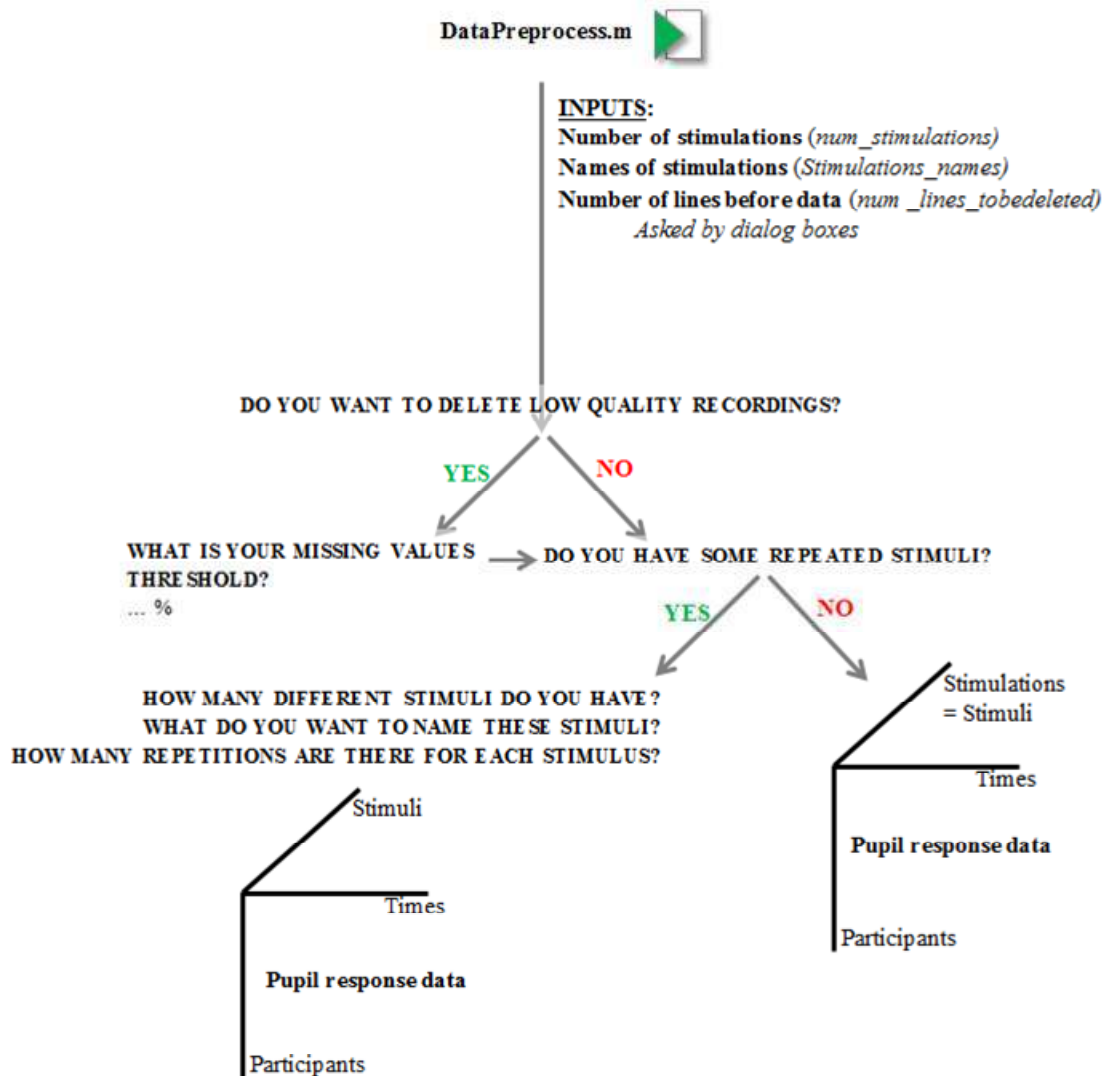 DataPreprocess.m
INPUTS:
Number of stimulations (num_stimulations)
Names of stimulations (Stimulations_names)
Number of lines before data (num _lines_tobedeleted)
Asked by dialog boxes
DO YOU WANT TO DELETE LOW QUALITY RECORDINGS?
YES
NO
WHAT IS YOUR MISSING VALUES
THRESHOLD?
... %
DO YOU HAVE SOME REPEATED STIMULI?
YES
NO
HOW MANY DIFFERENT STIMULI DO YOU HAVE?
WHAT DO YOU WANT TO NAME THESE STIMULI?
HOW MANY REPETITIONS ARE THERE FOR EACH STIMULUS?
Stimulations
= Stimuli
Times
Pupil response data
Participants
Stimuli
Times
Pupil response data
Participants